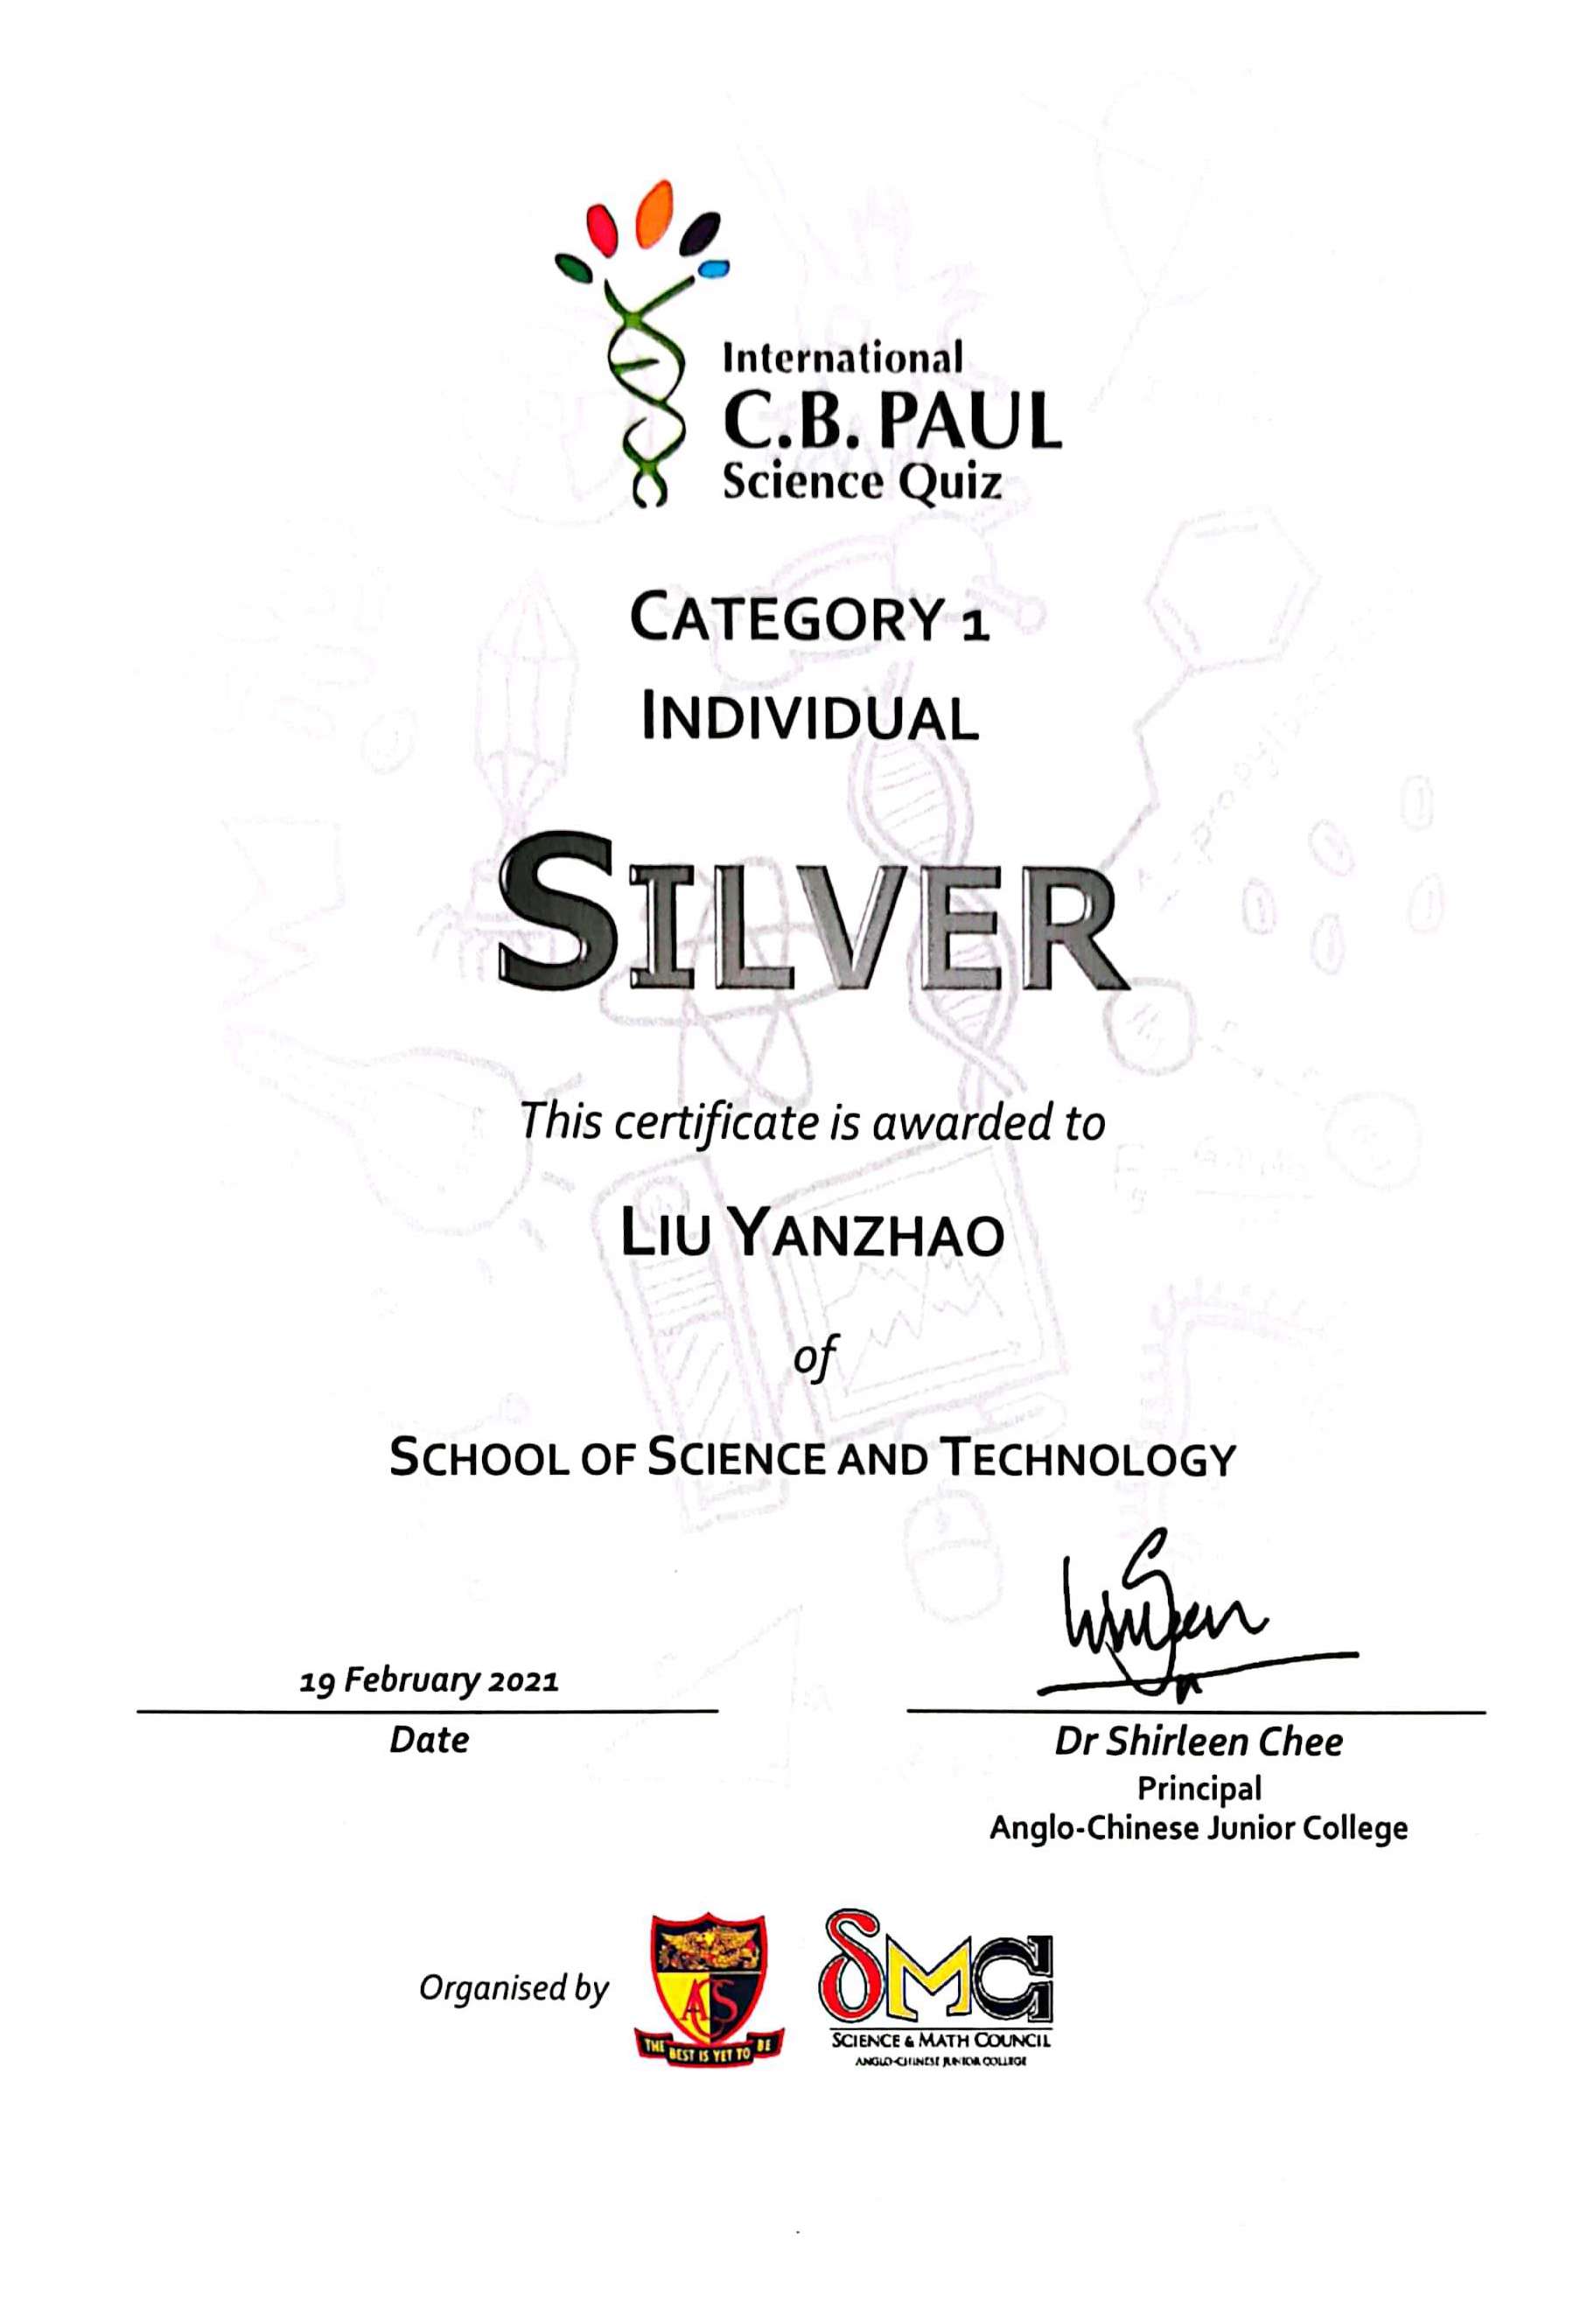 International
C.B. PAUL
Science Quiz
CATEGORY 1
INDIVIDUAL
SILVER
This certificate is awarded to
LIU YANZHAO
of
SCHOOL OF SCIENCE AND TECHNOLOGY
19 February 2021
Date
Dr Shirleen Chee
Principal
Anglo-Chinese Junior College
Organised by
ACS
THE BEST IS YET TO BE
SMC
SCIENCE & MATH COUNCIL
ANGLO-CHINESE JUNIOR COLLEGE